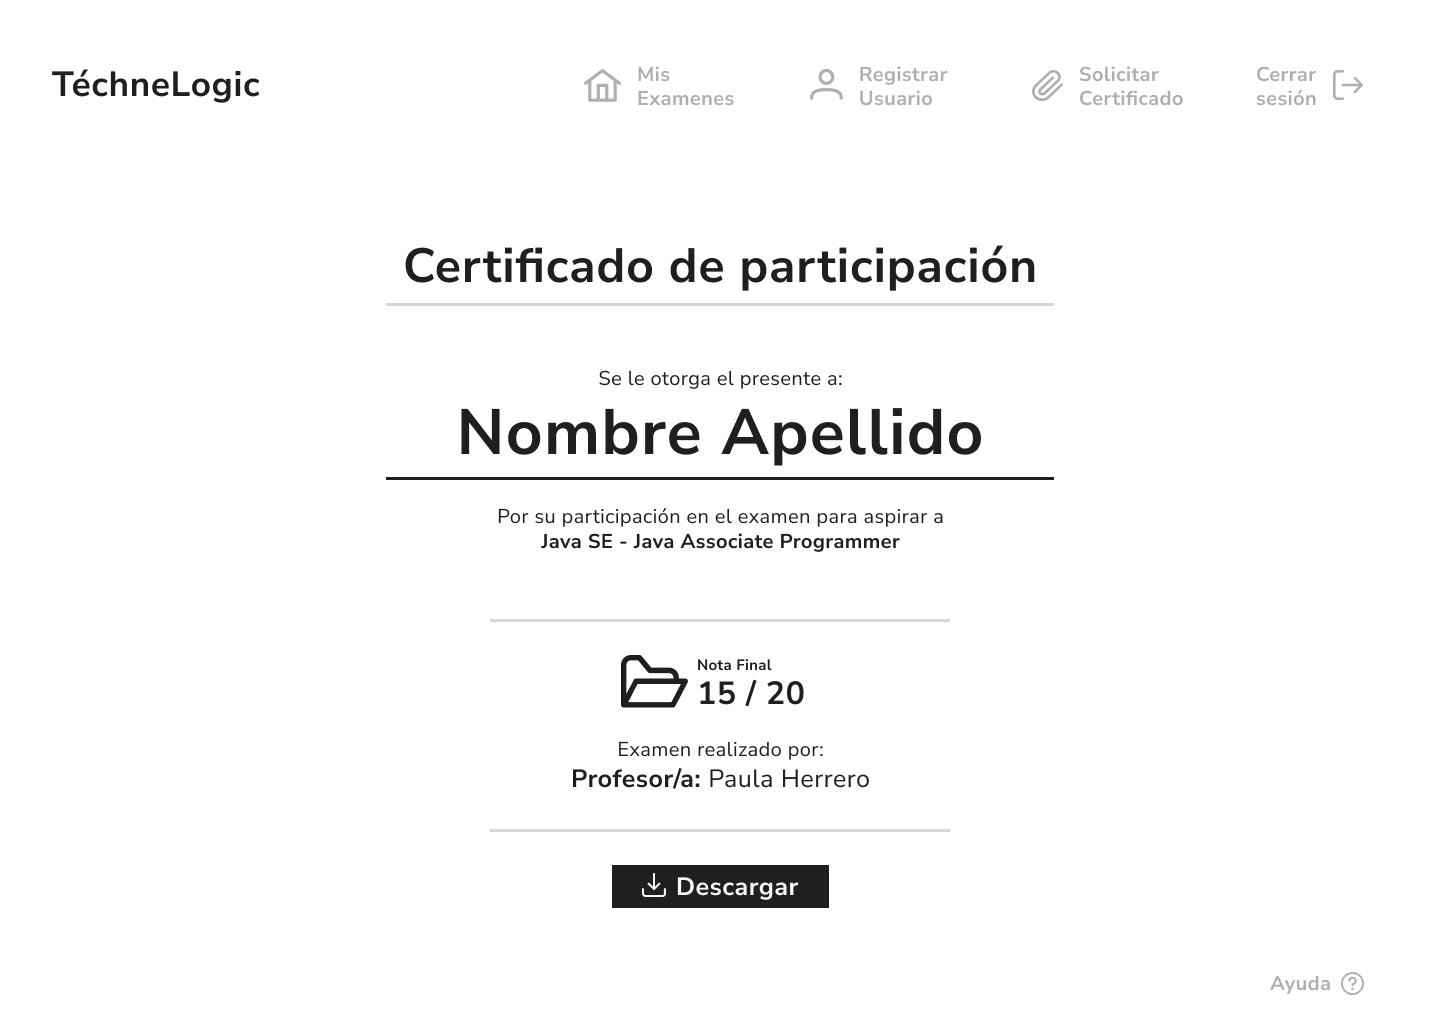 TéchneLogic
Mis
Examenes
Registrar
Usuario
Solicitar
Certificado
Cerrar
sesión
Certificado de participación
Se le otorga el presente a:
Nombre Apellido
Por su participación en el examen para aspirar a
Java SE - Java Associate Programmer
Nota Final
15 / 20
Examen realizado por:
Profesor/a: Paula Herrero
Descargar
Ayuda